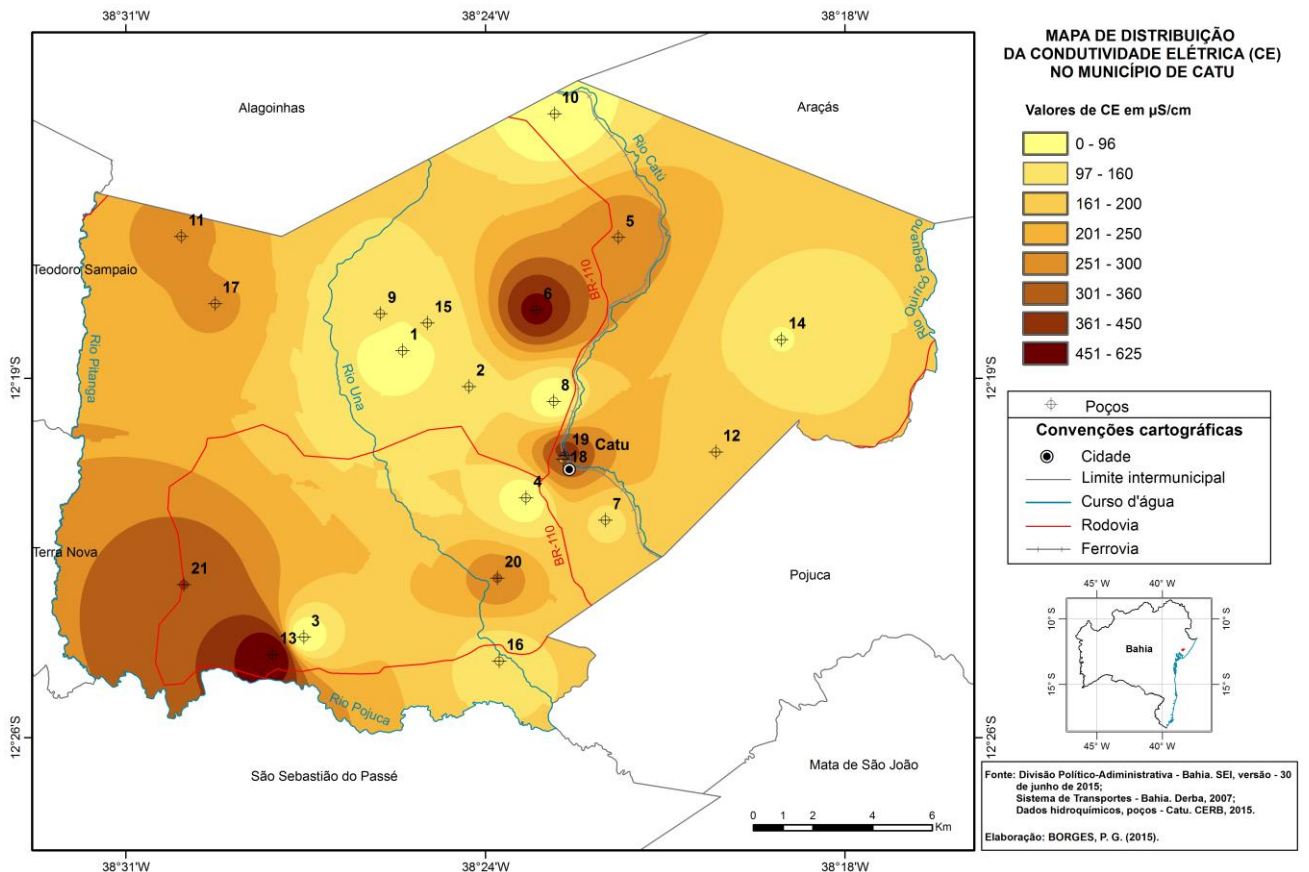 38°31'W
38°24'W
38°18'W
MAPA DE DISTRIBUIÇÃO
DA CONDUTIVIDADE ELÉTRICA (CE)
NO MUNICÍPIO DE CATU
Valores de CE em µS/cm
0 - 96
97 - 160
161 - 200
201 - 250
251 - 300
301 - 360
361 - 450
451 - 625
Poços
Convenções cartográficas
Cidade
Limite intermunicipal
Curso d'água
Rodovia
Ferrovia
Alagoinhas
10
Araçás
Rio Catú
11
5
Rio Quirico Pequeno
Teodoro Sampaio
17
BR-110
9
15
6
1
14
Rio Pitanga
Rio Una
2
8
12°19'S
12°19'S
19
Catu
18
12
4
7
BR-110
Terra Nova
21
20
Pojuca
3
13
16
Rio Pojuca
12°26'S
12°26'S
São Sebastião do Passé
Mata de São João
0 1 2 4 6
Km
38°31'W
38°24'W
38°18'W
45° W
40° W
10° S
10° S
Bahia
15° S
15° S
45° W
40° W
Fonte: Divisão Político-Adiministrativa - Bahia. SEI, versão - 30
de junho de 2015;
Sistema de Transportes - Bahia. Derba, 2007;
Dados hidroquímicos, poços - Catu. CERB, 2015.
Elaboração: BORGES, P. G. (2015).